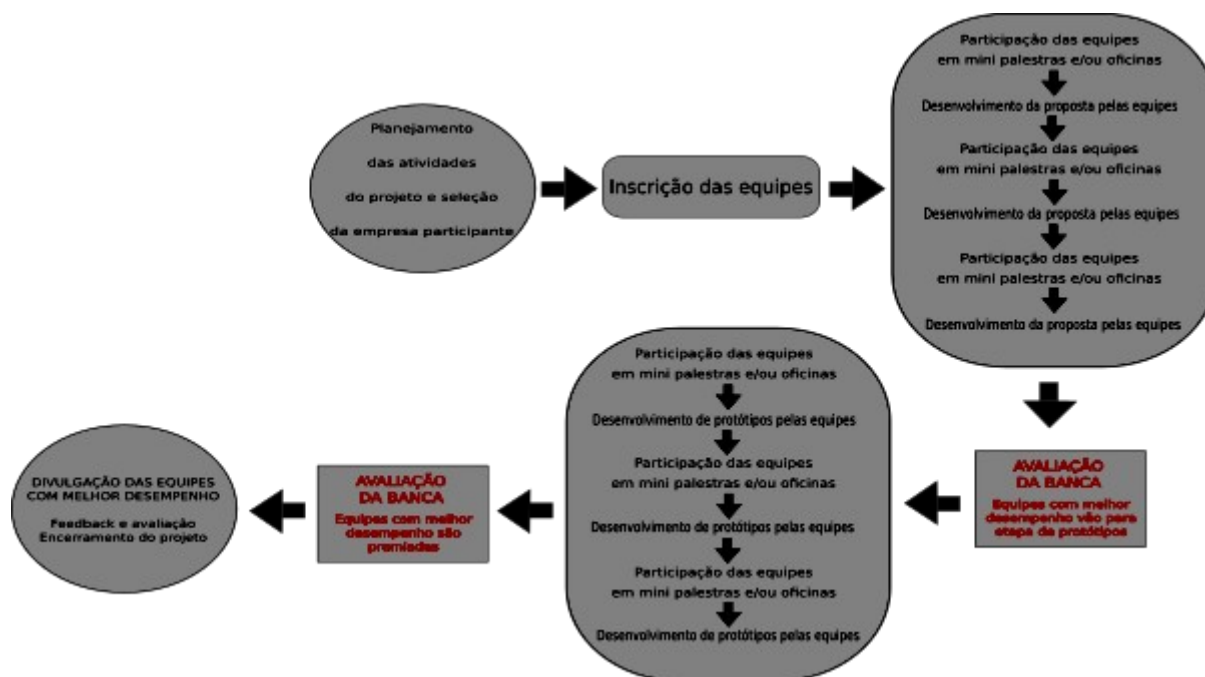 Planejamento
das atividades
do projeto e seleção
da empresa participante
Inscrição das equipes
Participação das equipes
em mini palestras e/ou oficinas
Desenvolvimento da proposta pelas equipes
Participação das equipes
em mini palestras e/ou oficinas
Desenvolvimento da proposta pelas equipes
Participação das equipes
em mini palestras e/ou oficinas
Desenvolvimento da proposta pelas equipes
AVALIAÇÃO
DA BANCA
Equipes com melhor
desempenho vão para
etapa de protótipos
Participação das equipes
em mini palestras e/ou oficinas
Desenvolvimento de protótipos pelas equipes
Participação das equipes
em mini palestras e/ou oficinas
Desenvolvimento de protótipos pelas equipes
Participação das equipes
em mini palestras e/ou oficinas
Desenvolvimento de protótipos pelas equipes
AVALIAÇÃO
DA BANCA
Equipes com melhor
desempenho são
premiadas
DIVULGAÇÃO DAS EQUIPES
COM MELHOR DESEMPENHO
Feedback e avaliação
Encerramento do projeto